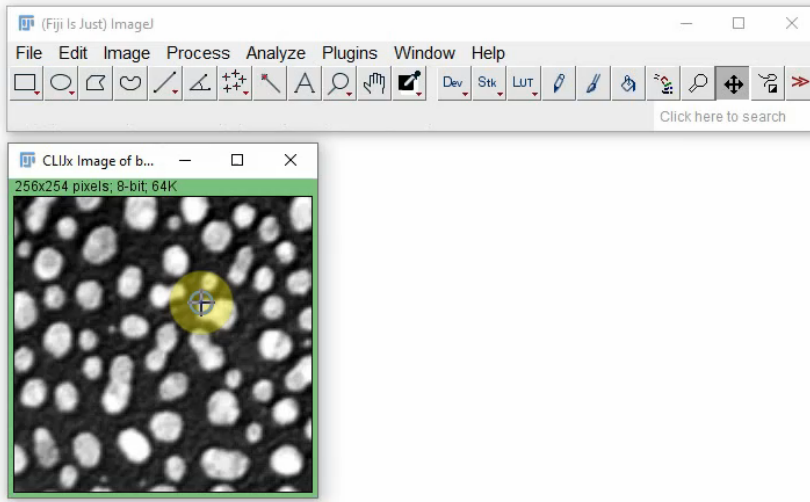 (Fiji Is Just) ImageJ
File Edit Image Process Analyze Plugins Window Help
A Dev Stk LUT
Click here to search
CLIJx Image of b...
256x254 pixels; 8-bit; 64K